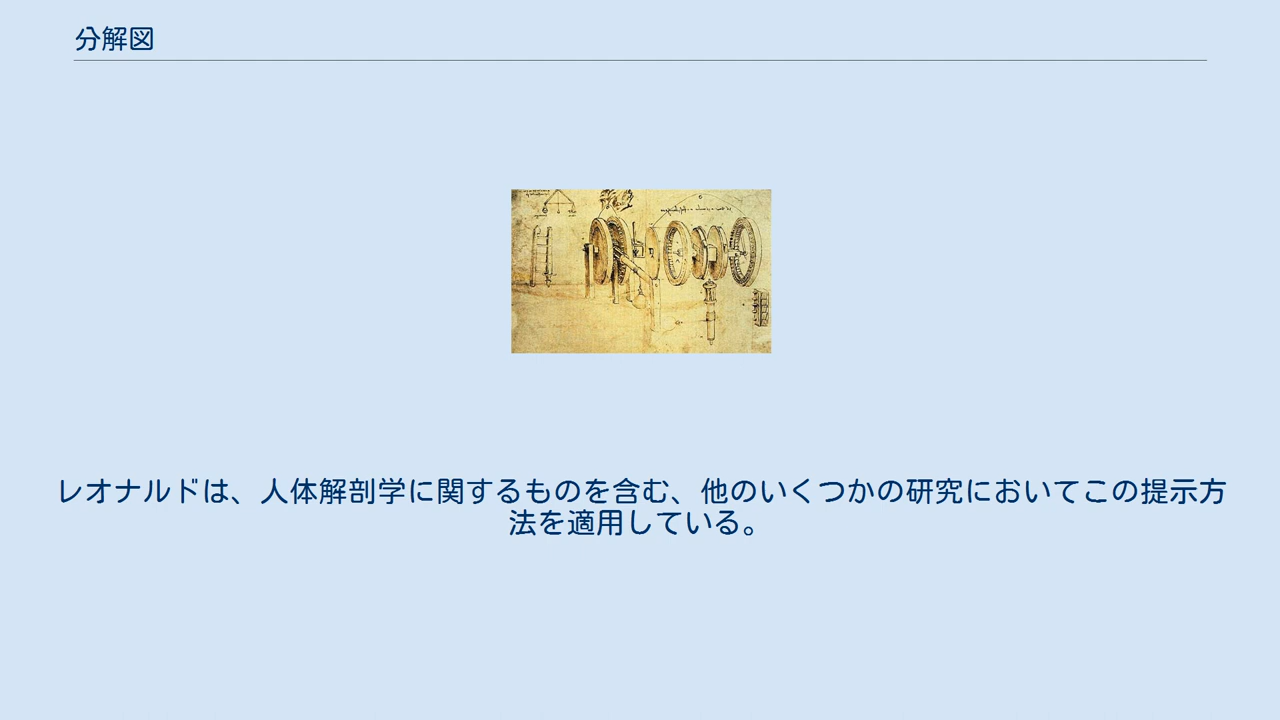 分解図
レオナルドは、人体解剖学に関するものを含む、他のいくつかの研究においてこの提示方
法を適用している。